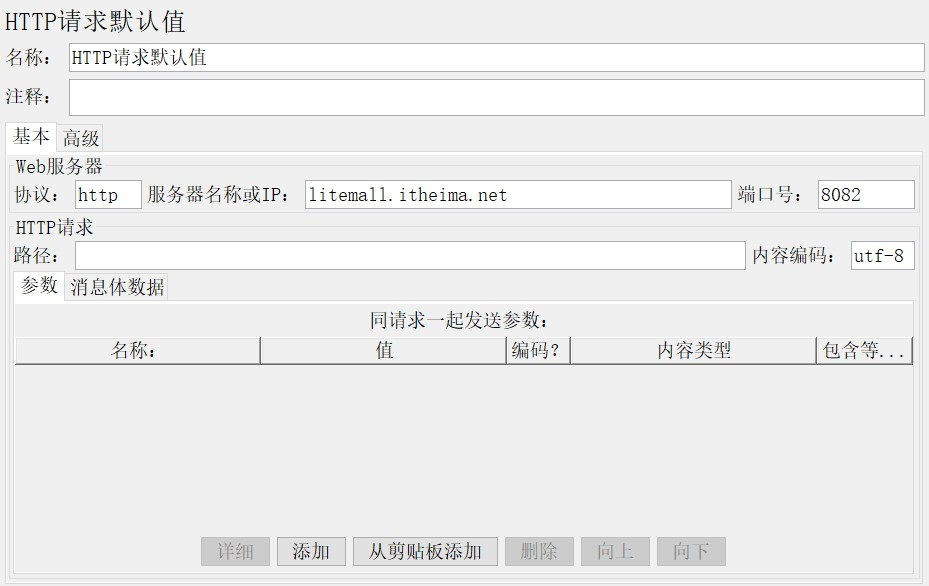 HTTP请求默认值
名称： HTTP请求默认值
注释：
基本 高级
Web服务器
协议： http 服务器名称或IP： litemall.itheima.net 端口号： 8082
HTTP请求
路径： 内容编码： utf-8
参数 消息体数据
同请求一起发送参数：
名称： 值 编码？ 内容类型 包含等...
详细 添加 从剪贴板添加 删除 向上 向下